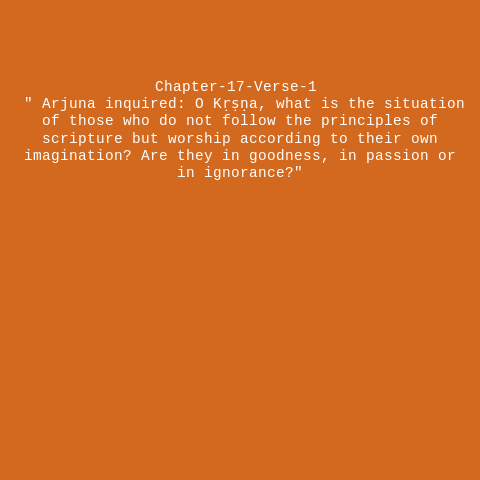 Chapter-17-Verse-1
" Arjuna inquired: O Kṛṣṇa, what is the situation
of those who do not follow the principles of
scripture but worship according to their own
imagination? Are they in goodness, in passion or
in ignorance?"